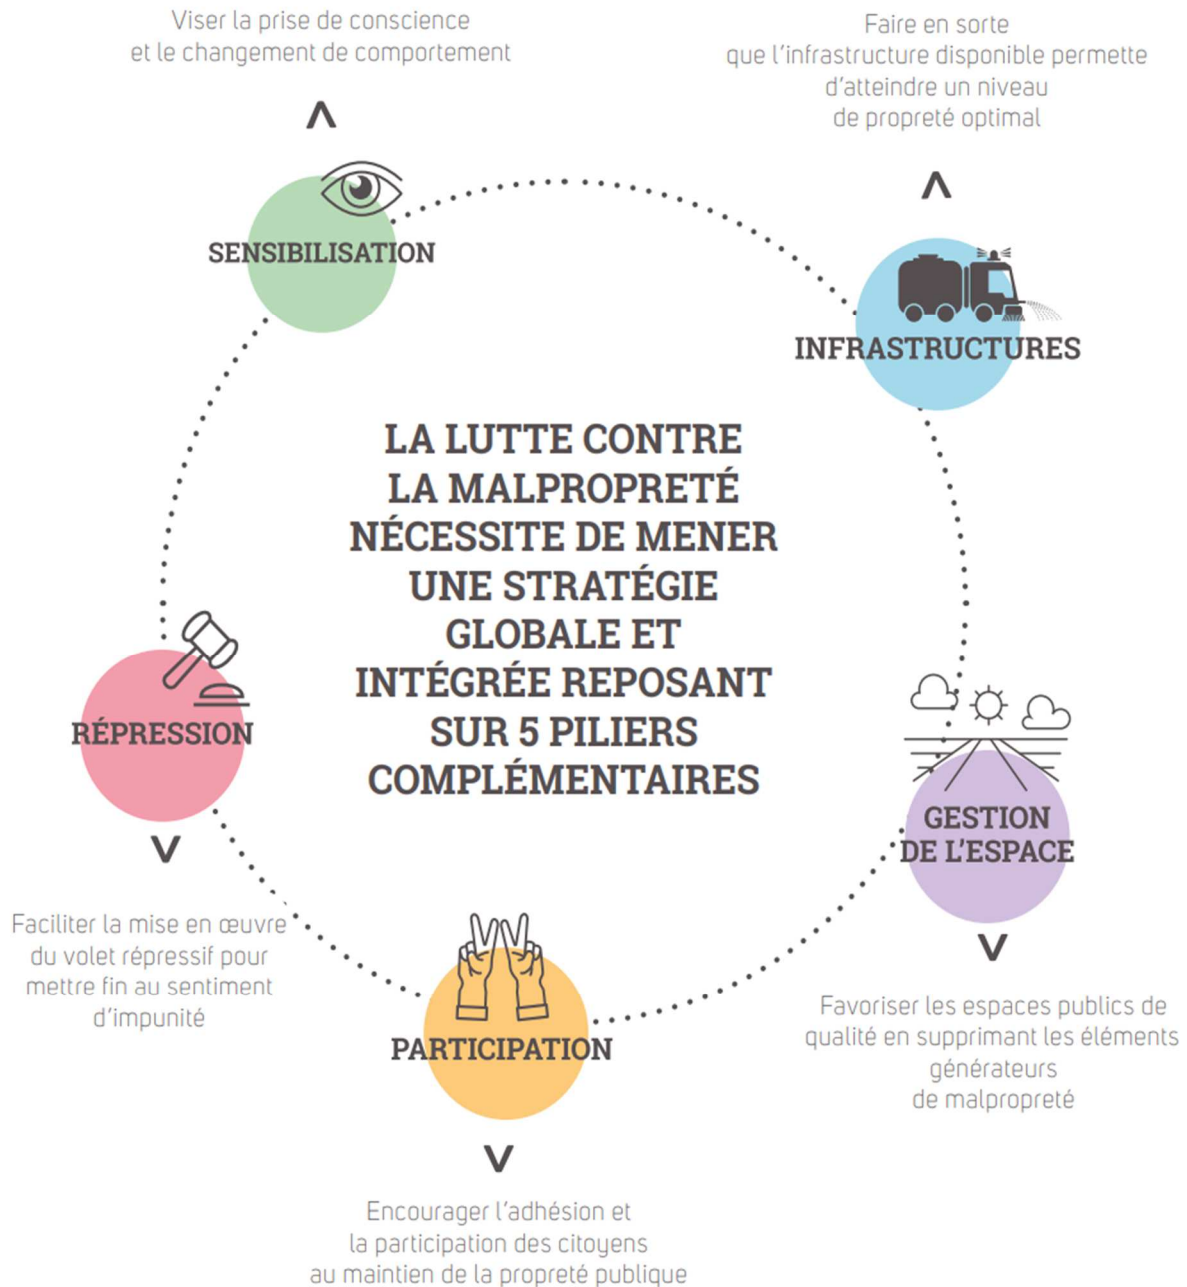 Viser la prise de conscience
et le changement de comportement
Faire en sorte
que l'infrastructure disponible permette
d'atteindre un niveau
de propreté optimal
SENSIBILISATION
INFRASTRUCTURES
LA LUTTE CONTRE
LA MALPROPRETÉ
NÉCESSITE DE MENER
UNE STRATÉGIE
GLOBALE ET
INTÉGRÉE REPOSANT
SUR 5 PILIERS
COMPLÉMENTAIRES
RÉPRESSION
Faciliter la mise en œuvre
du volet répressif pour
mettre fin au sentiment
d'impunité
GESTION
DE L'ESPACE
Favoriser les espaces publics de
qualité en supprimant les éléments
générateurs
de malpropreté
PARTICIPATION
Encourager l'adhésion et
la participation des citoyens
au maintien de la propreté publique